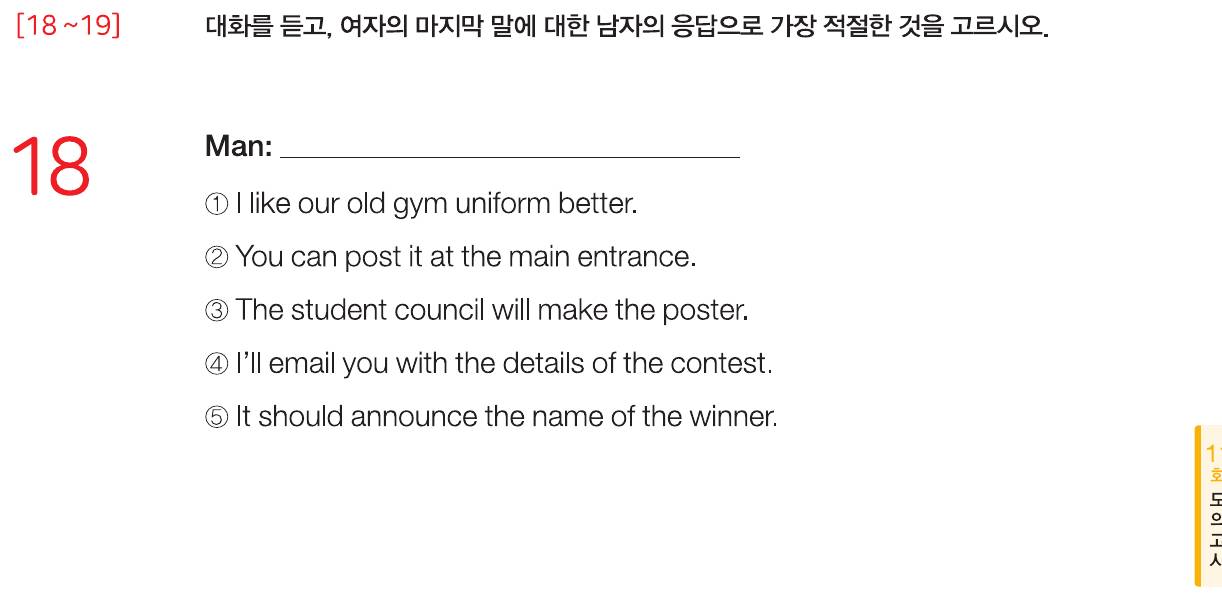 [18~19] 대화를 듣고, 여자의 마지막 말에 대한 남자의 응답으로 가장 적절한 것을 고르시오.
18
Man:
① I like our old gym uniform better.
② You can post it at the main entrance.
③ The student council will make the poster.
④ I'll email you with the details of the contest.
⑤ It should announce the name of the winner.